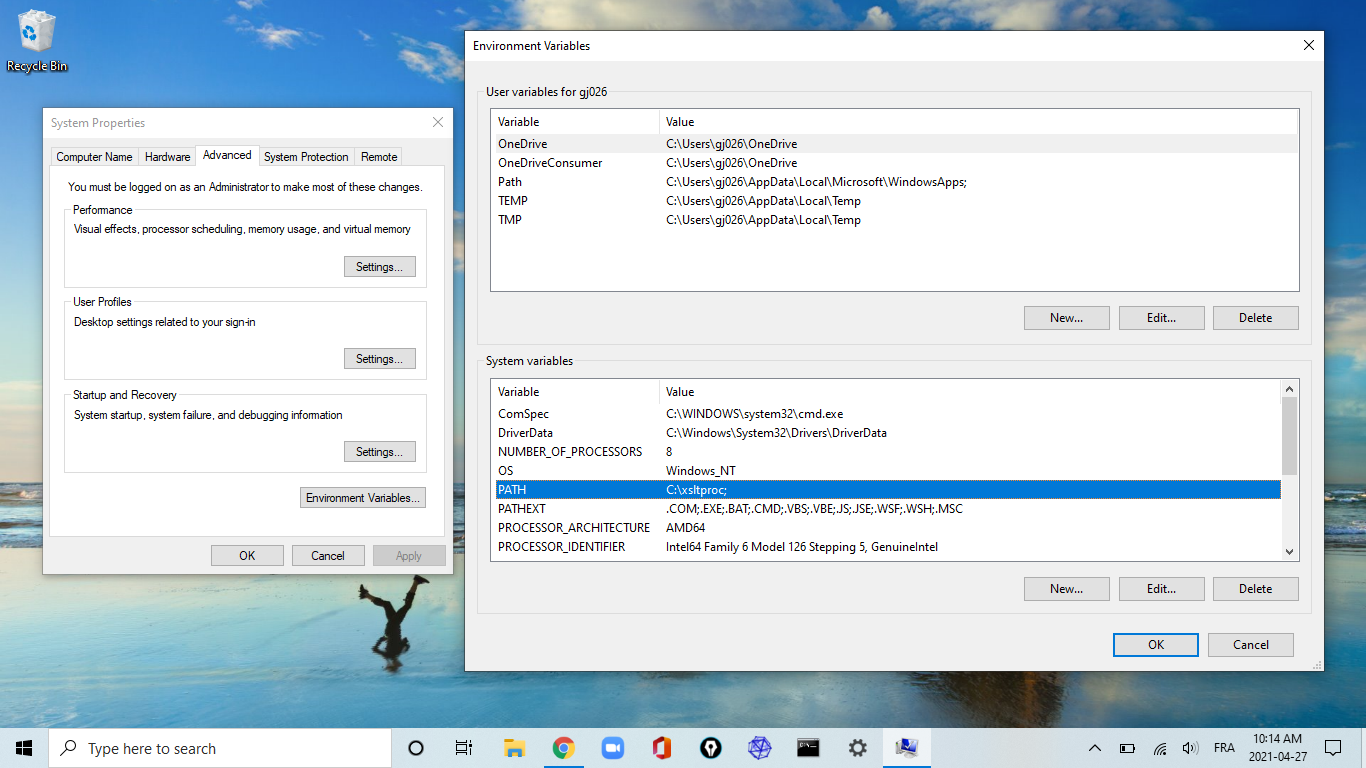 Recycle Bin
System Properties
Computer Name Hardware Advanced System Protection Remote
You must be logged on as an Administrator to make most of these changes.
Performance
Visual effects, processor scheduling, memory usage, and virtual memory
Settings...
User Profiles
Desktop settings related to your sign-in
Settings...
Startup and Recovery
System startup, system failure, and debugging information
Settings...
Environment Variables...
OK Cancel Apply
Environment Variables
User variables for gj026
Variable Value
OneDrive C:\Users\gj026\OneDrive
OneDriveConsumer C:\Users\gj026\OneDrive
Path C:\Users\gj026\AppData\Local\Microsoft\WindowsApps;
TEMP C:\Users\gj026\AppData\Local\Temp
TMP C:\Users\gj026\AppData\Local\Temp
New... Edit... Delete
System variables
Variable Value
ComSpec C:\WINDOWS\system32\cmd.exe
DriverData C:\Windows\System32\Drivers\DriverData
NUMBER_OF_PROCESSORS 8
OS Windows_NT
PATH C:\xsltproc;
PATHEXT .COM;.EXE;.BAT;.CMD;.VBS;.VBE;.JS;.JSE;.WSF;.WSH;.MSC
PROCESSOR_ARCHITECTURE AMD64
PROCESSOR_IDENTIFIER Intel64 Family 6 Model 126 Stepping 5, GenuineIntel
New... Edit... Delete
OK Cancel
Type here to search
FRA
10:14 AM
2021-04-27